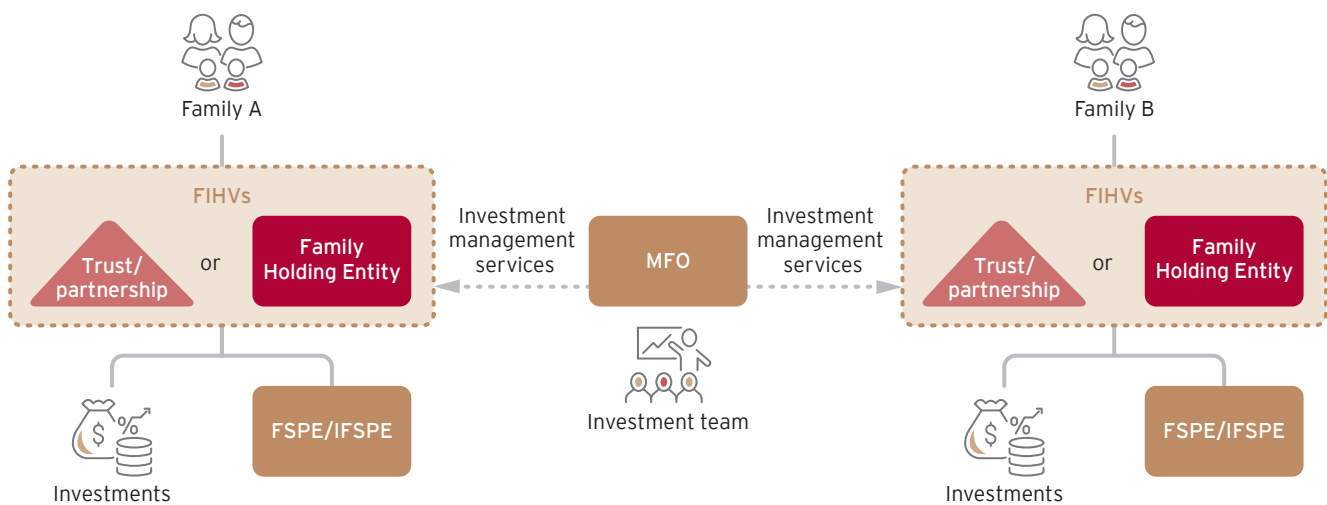 Family A
FIHVs
Trust/
partnership
or
Family
Holding Entity
$
%
Investments
FSPE/IFSPE
Investment
management
services
MFO
Investment
management
services
Investment team
Family B
FIHVs
Trust/
partnership
or
Family
Holding Entity
$
%
Investments
FSPE/IFSPE